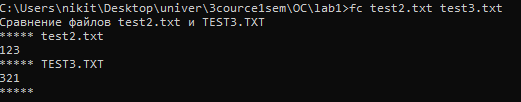 C:\Users\nikit\Desktop\univer\3cource1sem\OC\lab1>fc test2.txt test3.txt
Сравнение файлов test2.txt и TEST3.TXT
***** test2.txt
123
***** TEST3.TXT
321
*****